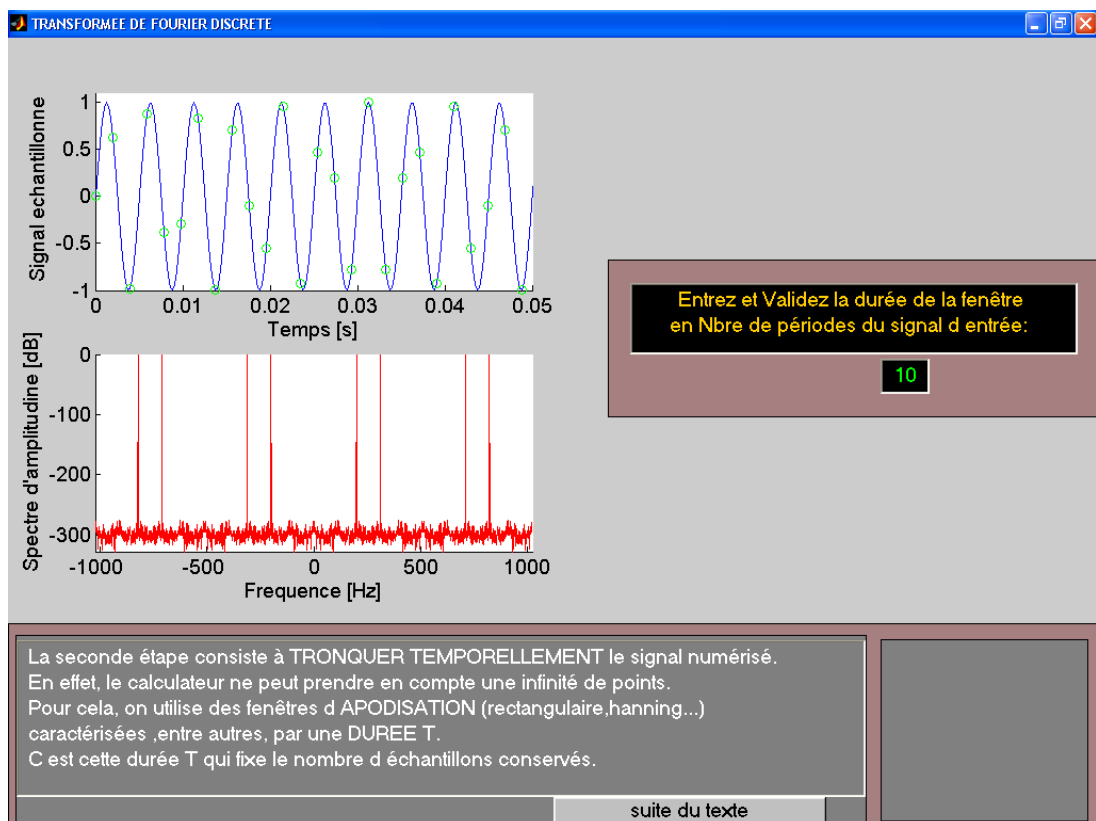 TRANSFORMEE DE FOURIER DISCRETE
Signal echantillonne
1
0.5
0
-0.5
-1
0 0.01 0.02 0.03 0.04 0.05
Temps [s]
Spectre d'amplitudine [dB]
0
-100
-200
-300
-1000 -500 0 500 1000
Frequence [Hz]
Entrez et Validez la durée de la fenêtre
en Nbre de périodes du signal d entrée:
10
La seconde étape consiste à TRONQUER TEMPORELLEMENT le signal numérisé.
En effet, le calculateur ne peut prendre en compte une infinité de points.
Pour cela, on utilise des fenêtres d APODISATION (rectangulaire,hanning...)
caractérisées ,entre autres, par une DUREE T.
C est cette durée T qui fixe le nombre d échantillons conservés.
suite du texte